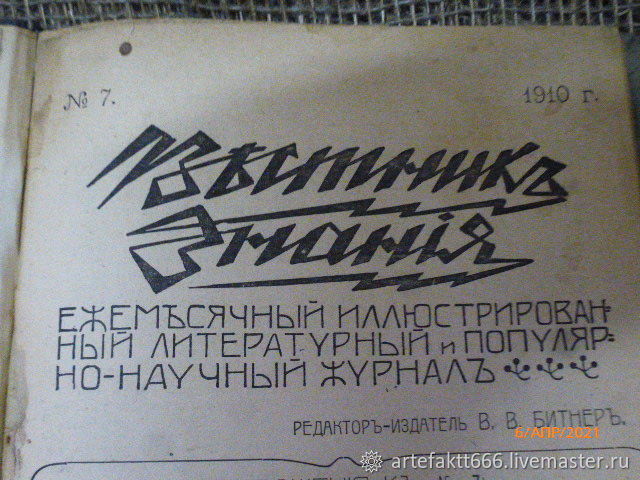 № 7.
1910 г.
Вѣстникъ
Знанія
ЕЖЕМѢСЯЧНЫЙ ИЛЛЮСТРИРОВАН-
НЫЙ ЛИТЕРАТУРНЫЙ и ПОПУЛЯР-
НО-НАУЧНЫЙ ЖУРНАЛЪ
РЕДАКТОРЪ-ИЗДАТЕЛЬ В. В. БИТНЕРЪ.
6/АПР/2021
artefaktt666.livemaster.ru